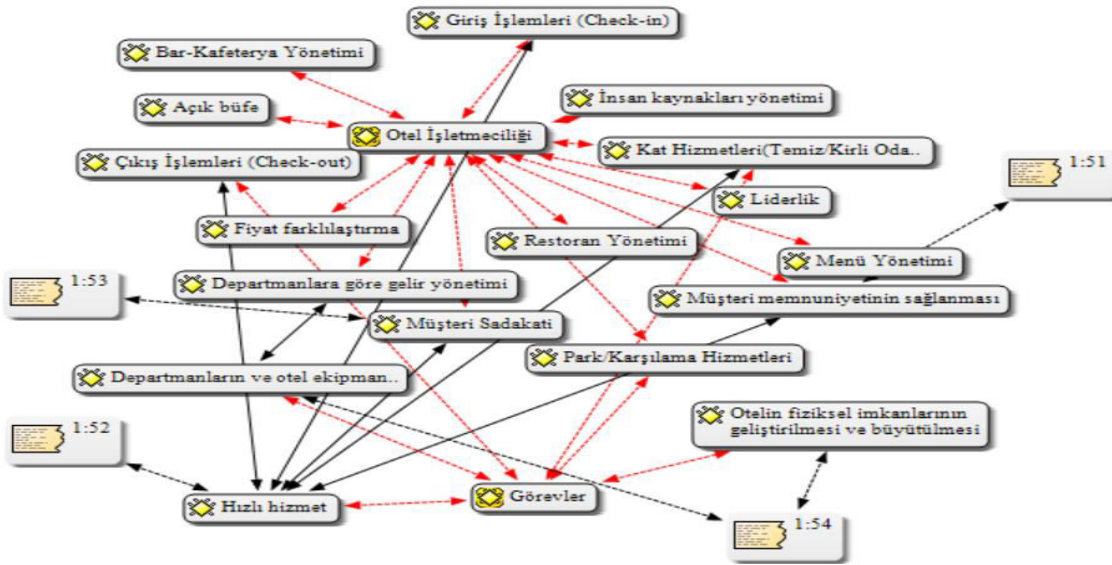 Giriş İşlemleri (Check-in)
Bar-Kafeterya Yönetimi
Açık büfe
İnsan kaynakları yönetimi
Otel İşletmeciliği
Çıkış İşlemleri (Check-out)
Kat Hizmetleri(Temiz/Kirli Oda..
1:51
Liderlik
Fiyat farklılaştırma
Restoran Yönetimi
Menü Yönetimi
1:53
Departmanlara göre gelir yönetimi
Müşteri memnuniyetinin sağlanması
Müşteri Sadakati
Park/Karşılama Hizmetleri
Departmanların ve otel ekipman..
1:52
Otelin fiziksel imkanlarının
geliştirilmesi ve büyütülmesi
Hızlı hizmet
Görevler
1:54